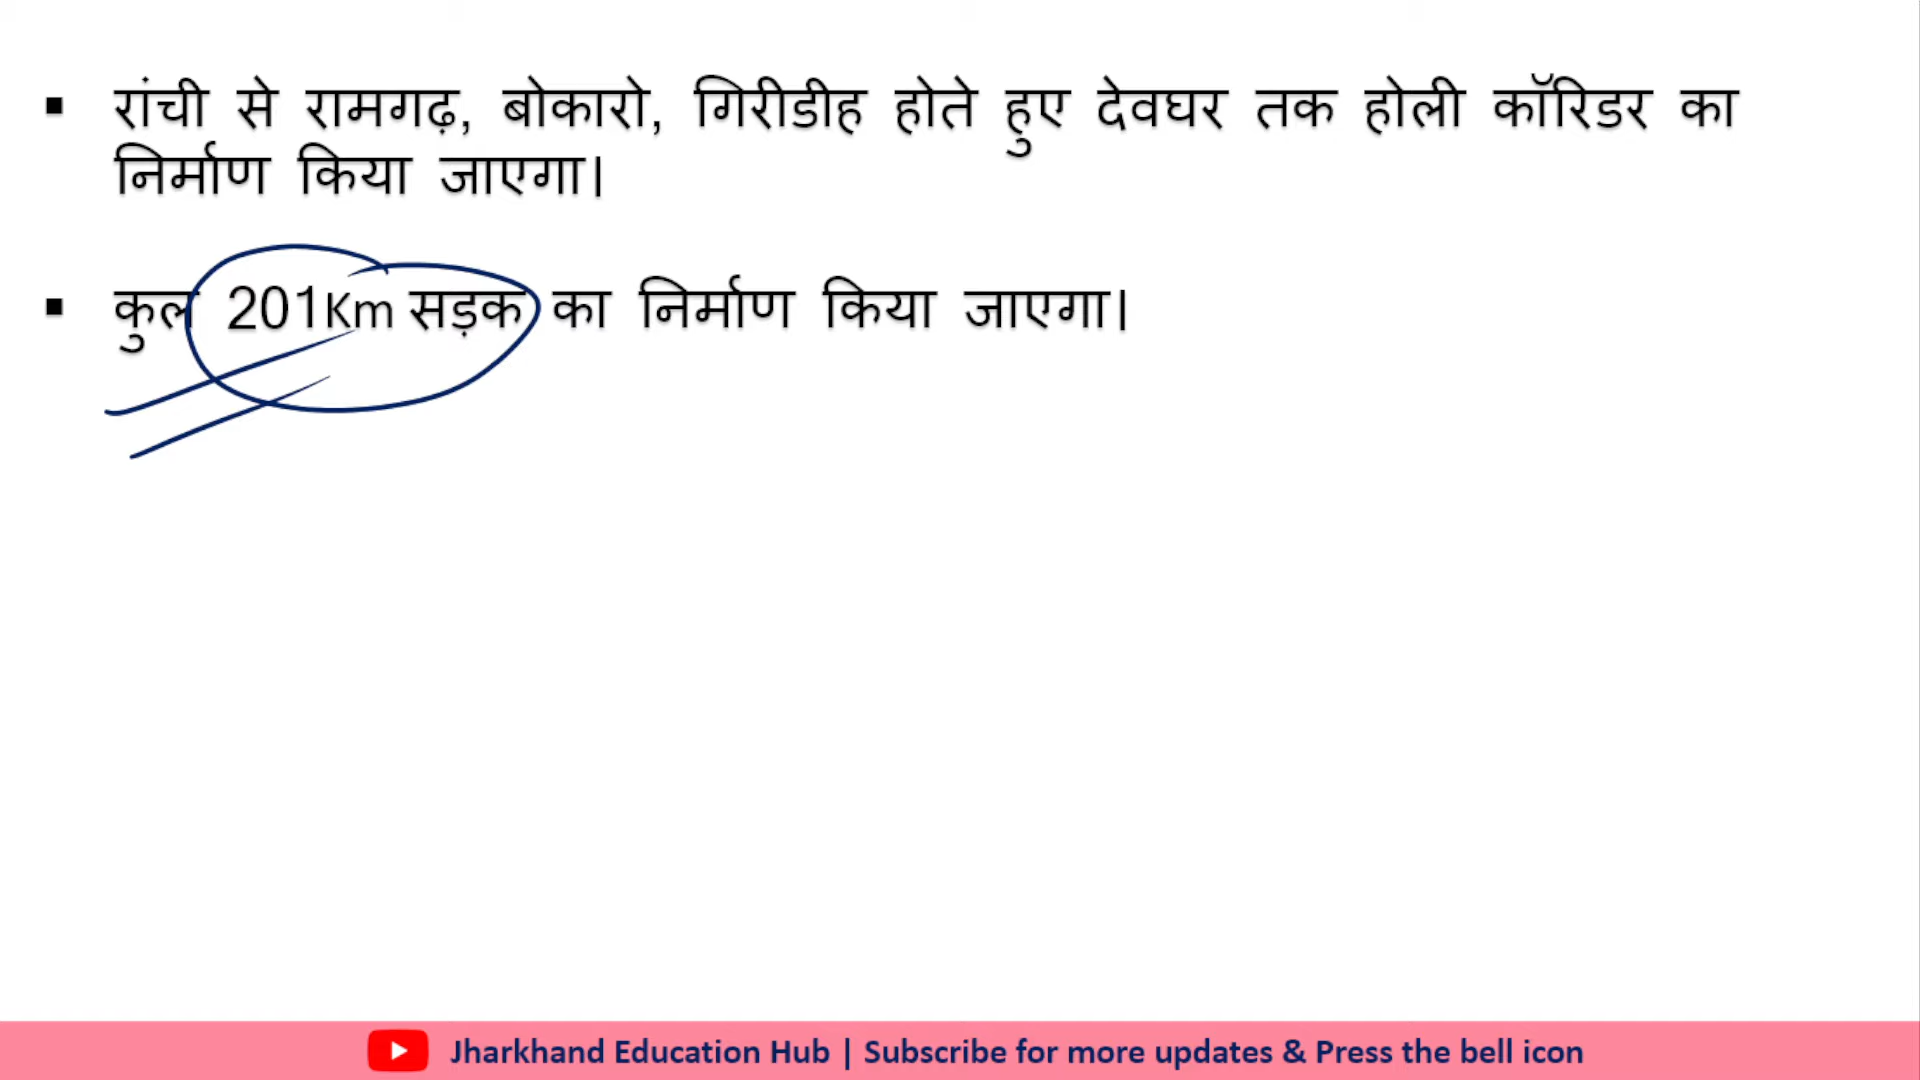 ▪ रांची से रामगढ़, बोकारो, गिरीडीह होते हुए देवघर तक होली कॉरिडर का
निर्माण किया जाएगा।
▪ कुल 201Km सड़क का निर्माण किया जाएगा।
Jharkhand Education Hub | Subscribe for more updates & Press the bell icon